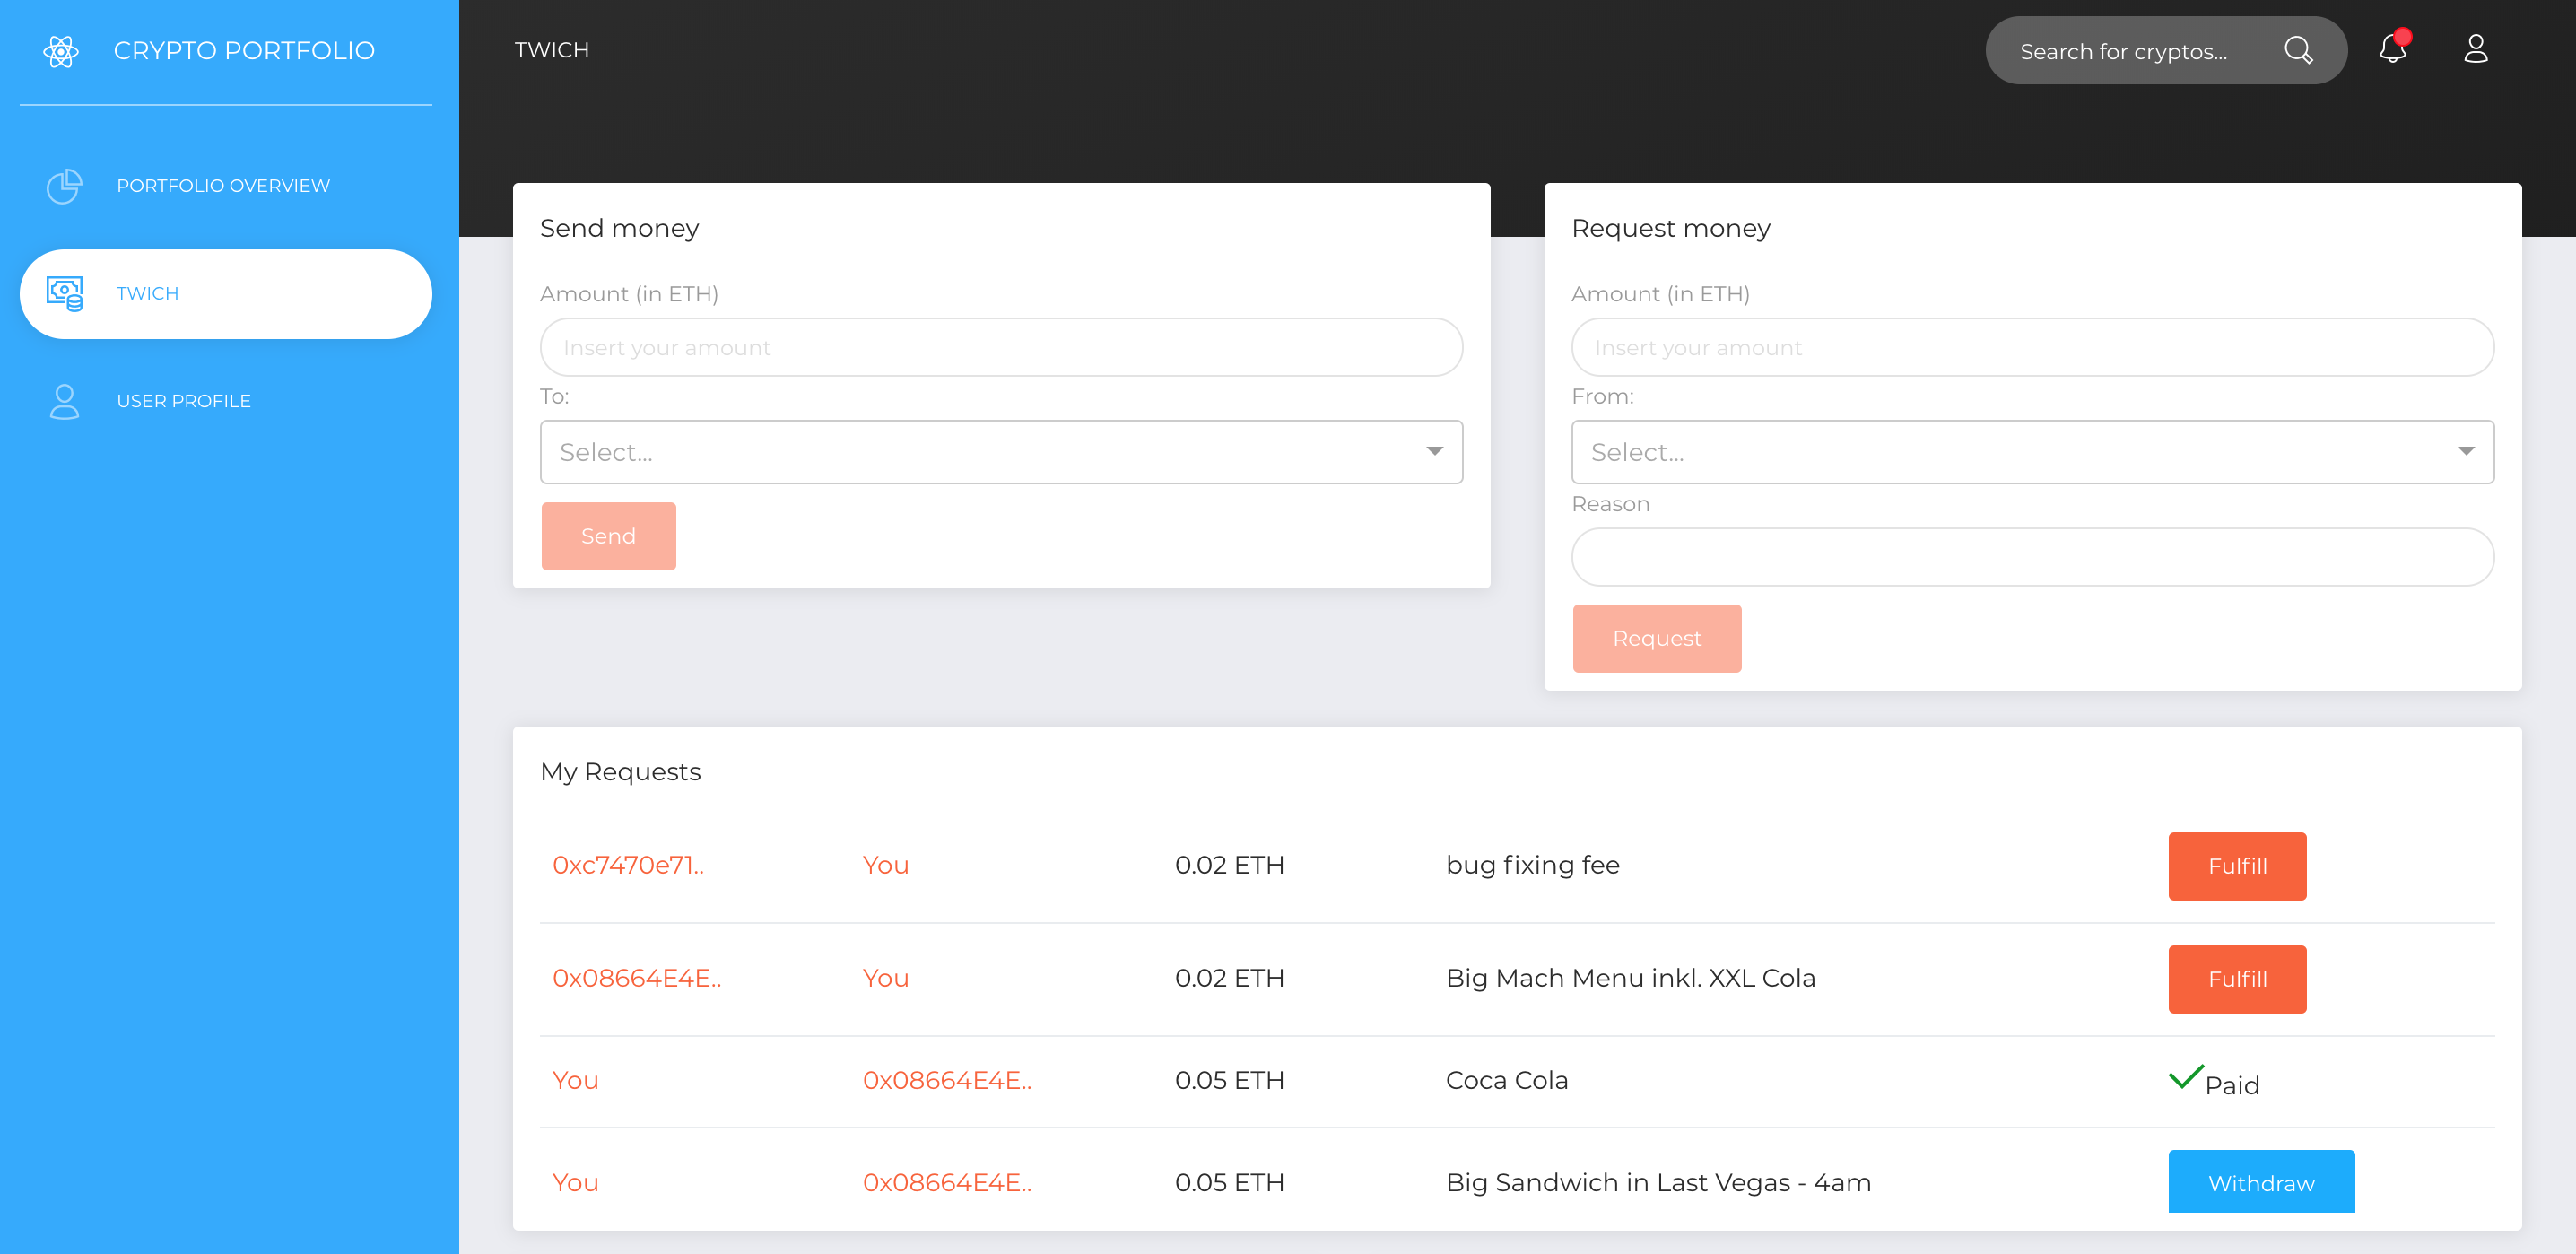 CRYPTO PORTFOLIO
PORTFOLIO OVERVIEW
TWICH
USER PROFILE
TWICH
Search for cryptos...
Send money
Amount (in ETH)
Insert your amount
To:
Select...
Send
Request money
Amount (in ETH)
Insert your amount
From:
Select...
Reason
Request
My Requests
0xc7470e71.. You 0.02 ETH bug fixing fee Fulfill
0x08664E4E.. You 0.02 ETH Big Mach Menu inkl. XXL Cola Fulfill
You 0x08664E4E.. 0.05 ETH Coca Cola Paid
You 0x08664E4E.. 0.05 ETH Big Sandwich in Last Vegas - 4am Withdraw